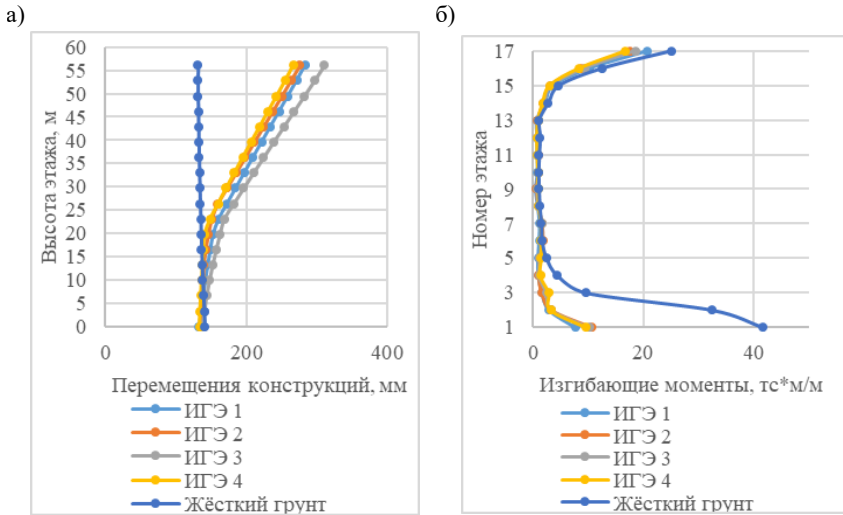 а)
60
55
50
45
40
35
30
25
20
15
10
5
0
Высота этажа, м
0 200 400
Перемещения конструкций, мм
ИГЭ 1
ИГЭ 2
ИГЭ 3
ИГЭ 4
Жёсткий грунт
б)
17
15
13
11
9
7
5
3
1
Номер этажа
0 20 40
Изгибающие моменты, тс*м/м
ИГЭ 1
ИГЭ 2
ИГЭ 3
ИГЭ 4
Жёсткий грунт